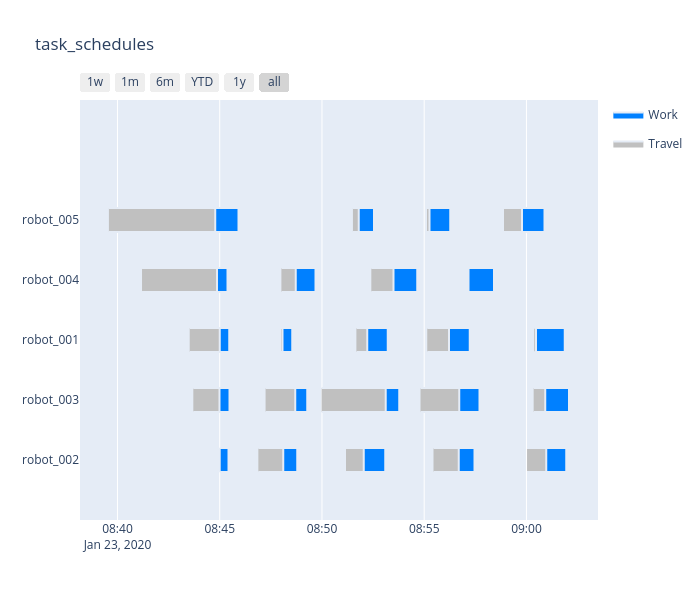 task_schedules
1w 1m 6m YTD 1y all
Work
Travel
robot_005
robot_004
robot_001
robot_003
robot_002
08:40 08:45 08:50 08:55 09:00
Jan 23, 2020